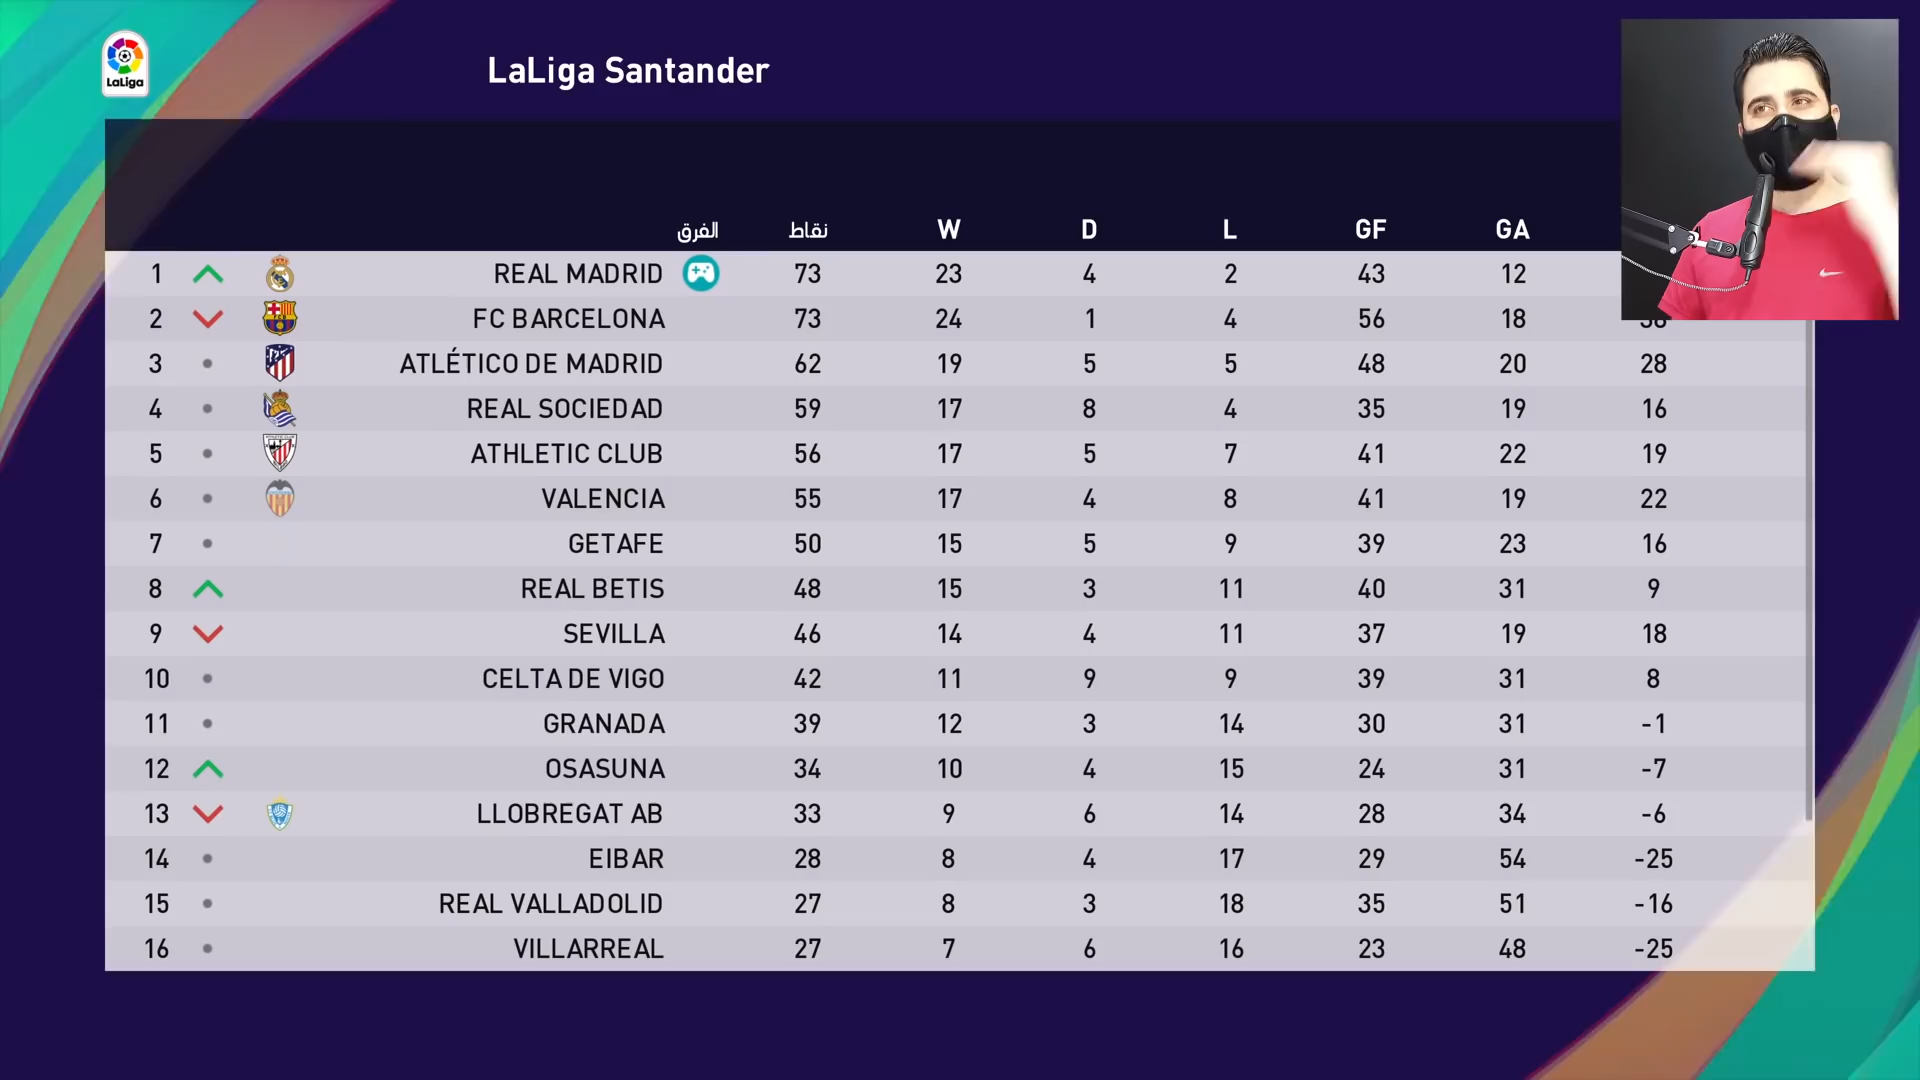 LaLiga
LaLiga Santander
الفرق نقاط W D L GF GA
1 REAL MADRID 73 23 4 2 43 12
2 FC BARCELONA 73 24 1 4 56 18
3 ATLÉTICO DE MADRID 62 19 5 5 48 20 28
4 REAL SOCIEDAD 59 17 8 4 35 19 16
5 ATHLETIC CLUB 56 17 5 7 41 22 19
6 VALENCIA 55 17 4 8 41 19 22
7 GETAFE 50 15 5 9 39 23 16
8 REAL BETIS 48 15 3 11 40 31 9
9 SEVILLA 46 14 4 11 37 19 18
10 CELTA DE VIGO 42 11 9 9 39 31 8
11 GRANADA 39 12 3 14 30 31 -1
12 OSASUNA 34 10 4 15 24 31 -7
13 LLOBREGAT AB 33 9 6 14 28 34 -6
14 EIBAR 28 8 4 17 29 54 -25
15 REAL VALLADOLID 27 8 3 18 35 51 -16
16 VILLARREAL 27 7 6 16 23 48 -25